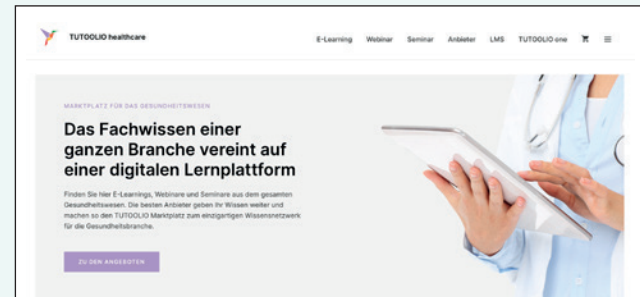 TUTOOLIO healthcare
E-Learning Webinar Seminar Anbieter LMS TUTOOLIO one
MARKTPLATZ FÜR DAS GESUNDHEITSWESEN
Das Fachwissen einer
ganzen Branche vereint auf
einer digitalen Lernplattform
Finden Sie hier E-Learnings, Webinare und Seminare aus dem gesamten
Gesundheitswesen. Die besten Anbieter geben ihr Wissen weiter und
machen so den TUTOOLIO Marktplatz zum einzigartigen Wissensnetzwerk
für die Gesundheitsbranche.
ZU DEN ANGEBOTEN